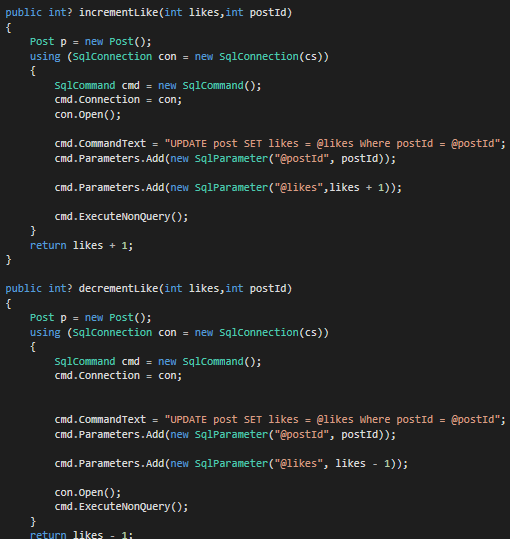 public int? incrementLike(int likes,int postId)
{
Post p = new Post();
using (SqlConnection con = new SqlConnection(cs))
{
SqlCommand cmd = new SqlCommand();
cmd.Connection = con;
con.Open();
cmd.CommandText = "UPDATE post SET likes = @likes Where postId = @postId";
cmd.Parameters.Add(new SqlParameter("@postId", postId));
cmd.Parameters.Add(new SqlParameter("@likes",likes + 1));
cmd.ExecuteNonQuery();
}
return likes + 1;
}
public int? decrementLike(int likes,int postId)
{
Post p = new Post();
using (SqlConnection con = new SqlConnection(cs))
{
SqlCommand cmd = new SqlCommand();
cmd.Connection = con;
cmd.CommandText = "UPDATE post SET likes = @likes Where postId = @postId";
cmd.Parameters.Add(new SqlParameter("@postId", postId));
cmd.Parameters.Add(new SqlParameter("@likes", likes - 1));
con.Open();
cmd.ExecuteNonQuery();
}
return likes - 1;